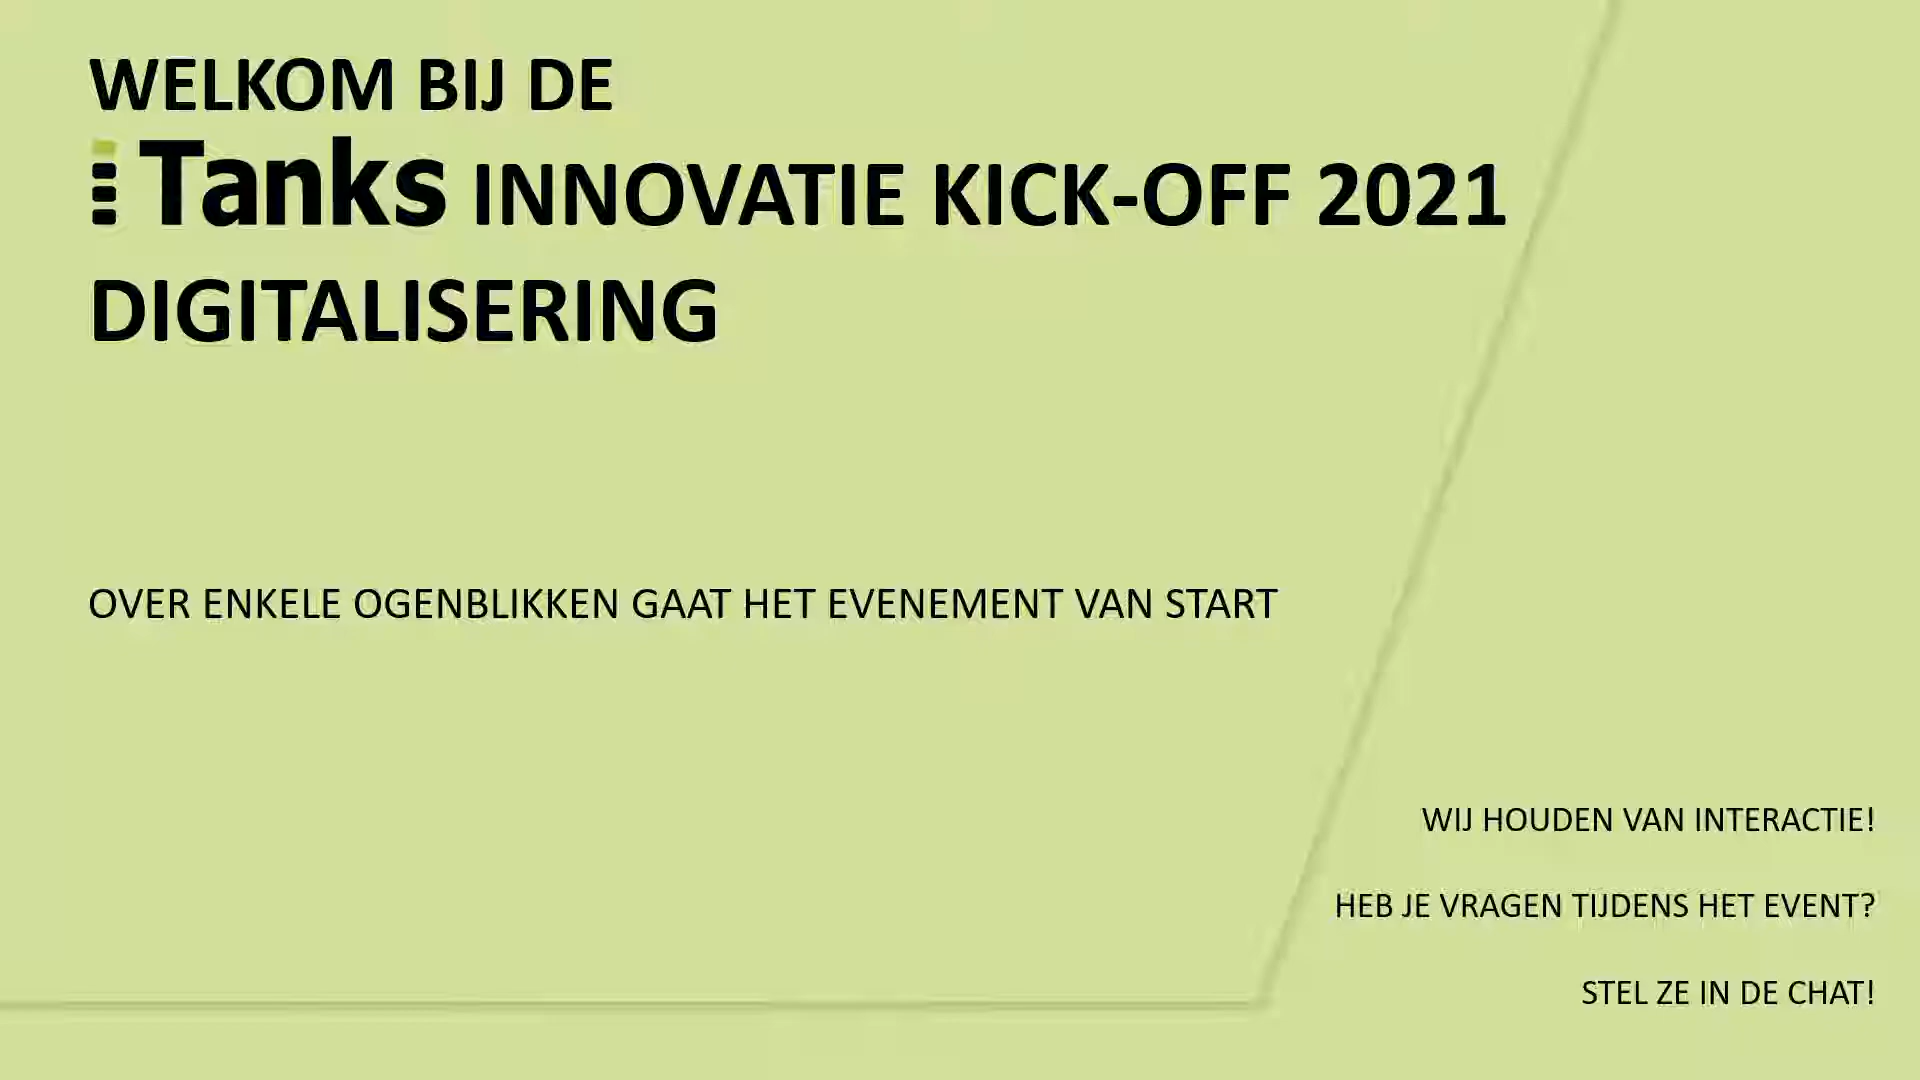 WELKOM BIJ DE
iTanks INNOVATIE KICK-OFF 2021
DIGITALISERING
OVER ENKELE OGENBLIKKEN GAAT HET EVENEMENT VAN START
WIJ HOUDEN VAN INTERACTIE!
HEB JE VRAGEN TIJDENS HET EVENT?
STEL ZE IN DE CHAT!